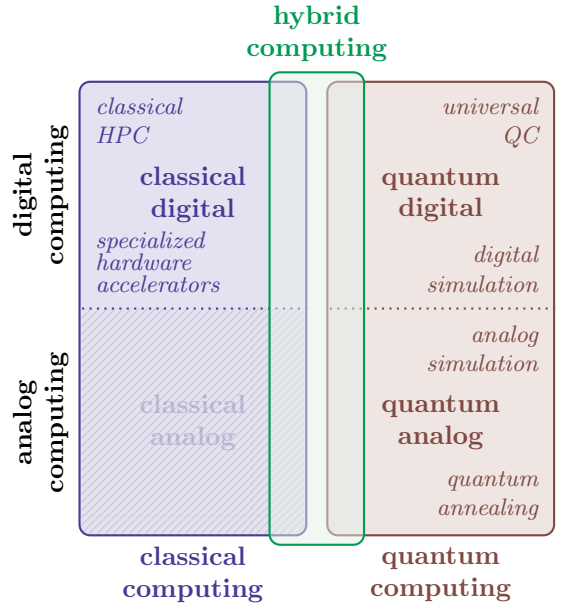 hybrid
computing
digital
computing
classical
HPC
classical
digital
specialized
hardware
accelerators
universal
QC
quantum
digital
digital
simulation
analog
computing
classical
analog
analog
simulation
quantum
analog
quantum
annealing
classical
computing
quantum
computing